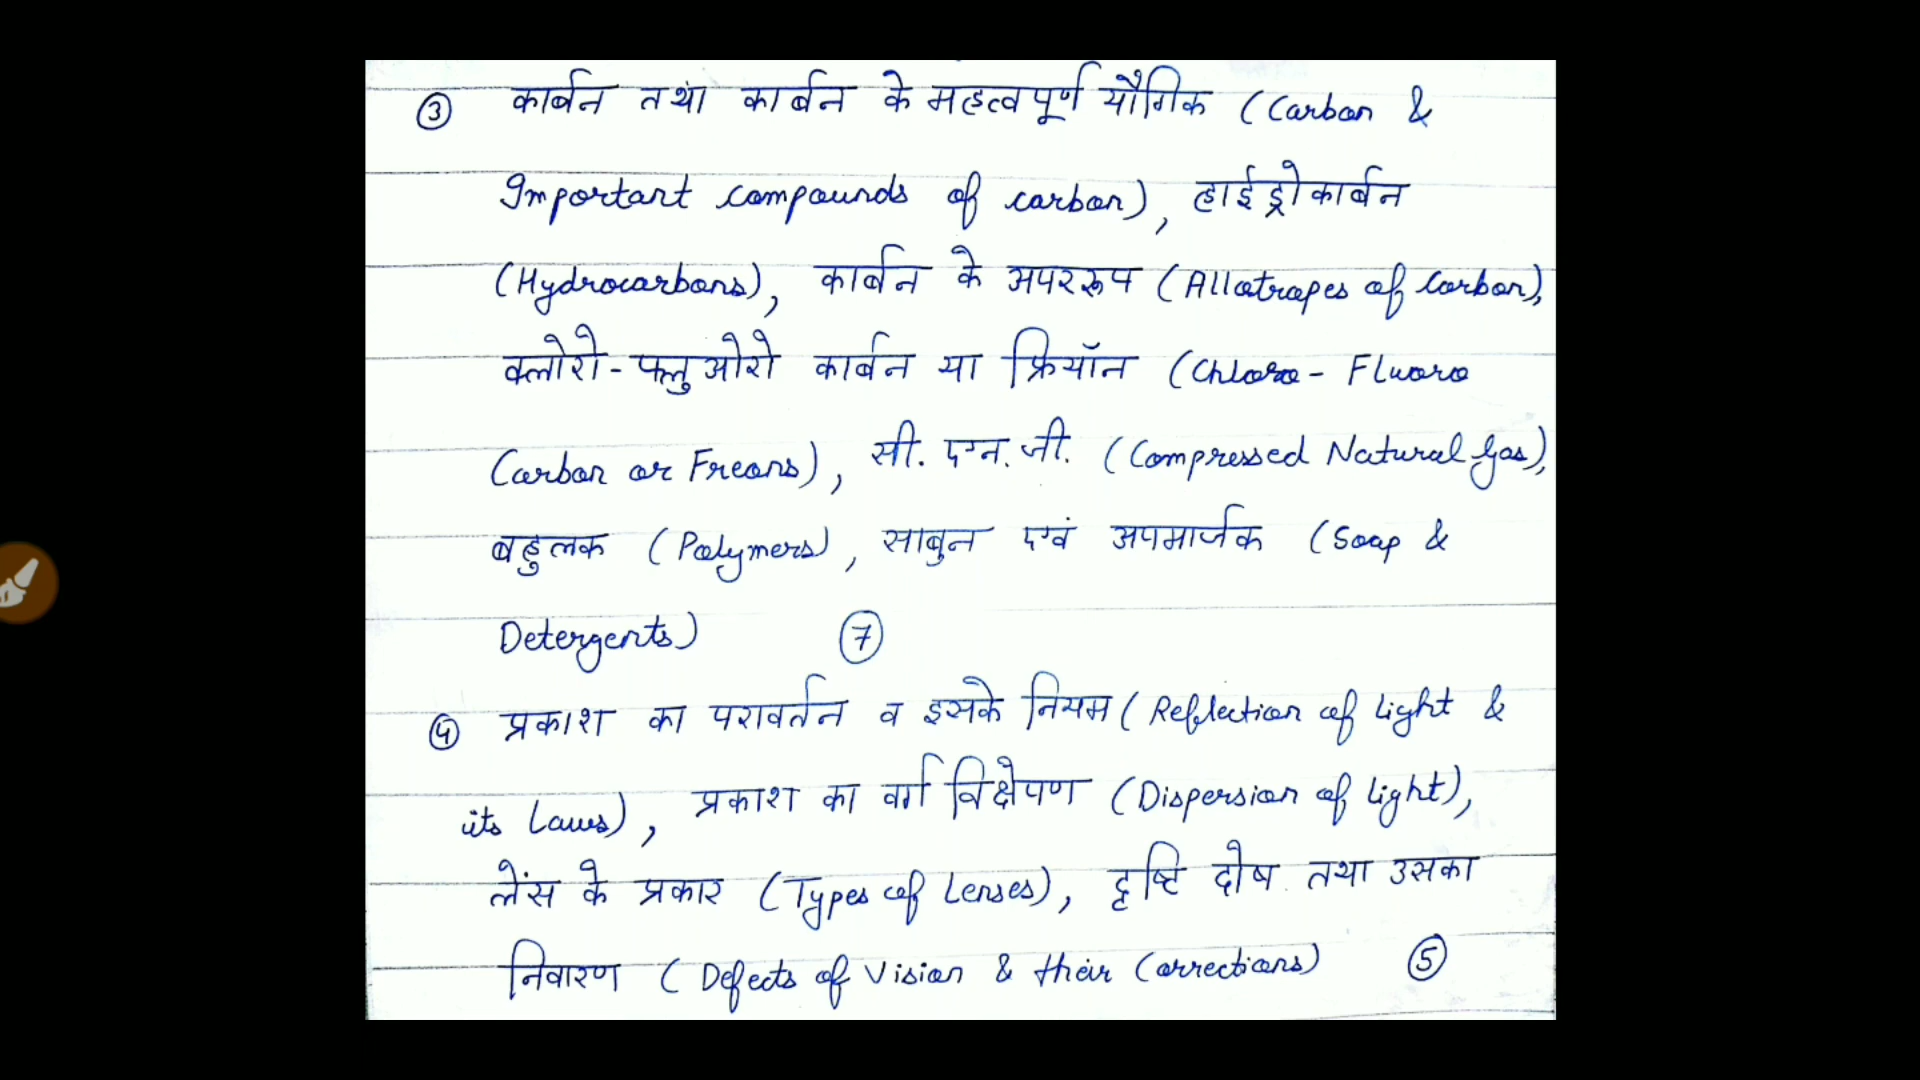 ③ कार्बन तथा कार्बन के महत्वपूर्ण यौगिक (Carbon &
Important compounds of carbon), हाईड्रोकार्बन
(Hydrocarbons), कार्बन के अपररूप (Allotropes of Carbon),
क्लोरो-फ्लुओरो कार्बन या फ्रियॉन (Chloro-Fluoro
Carbon or Freons), सी. एन. जी. (Compressed Natural Gas),
बहुलक (Polymers), साबुन एवं अपमार्जक (Soap &
Detergents) ⑦
④ प्रकाश का परावर्तन व इसके नियम (Reflection of Light &
its Laws), प्रकाश का वर्ग विक्षेपण (Dispersion of Light),
लेंस के प्रकार (Types of Lenses), दृष्टि दोष तथा उसका
निवारण (Defects of Vision & their Corrections) ⑤